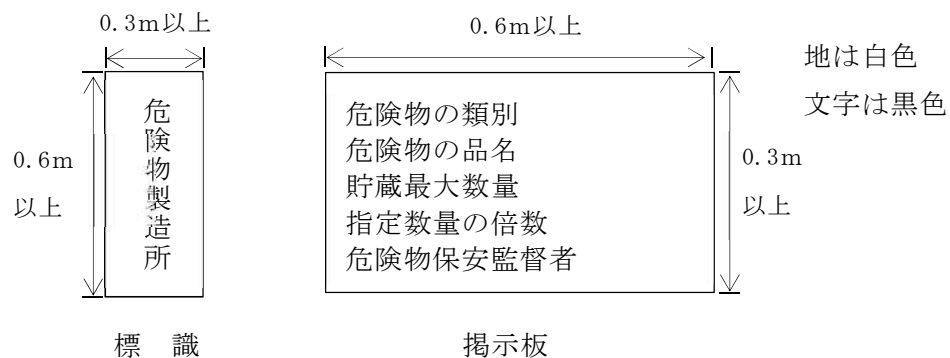 0.3m以上
0.6m以上
地は白色
文字は黒色
0.6m
以上
危険物製造所
危険物の類別
危険物の品名
貯蔵最大数量
指定数量の倍数
危険物保安監督者
0.3m
以上
標 識
掲示板